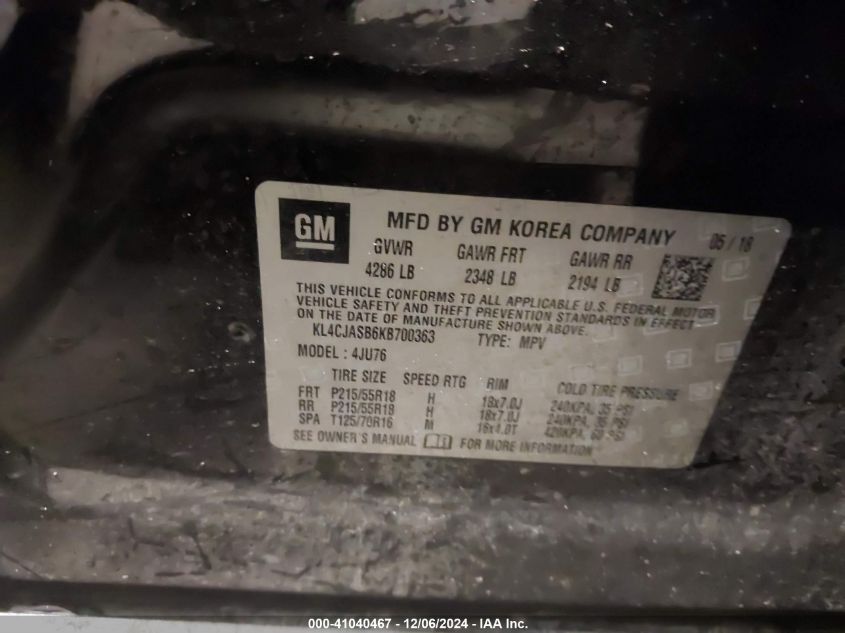 GM
MFD BY GM KOREA COMPANY 05 / 18
GVWR GAWR FRT GAWR RR
4286 LB 2348 LB 2194 LB
THIS VEHICLE CONFORMS TO ALL APPLICABLE U.S. FEDERAL MOTOR
VEHICLE SAFETY AND THEFT PREVENTION STANDARDS IN EFFECT
ON THE DATE OF MANUFACTURE SHOWN ABOVE.
KL4CJASB6KB700363 TYPE: MPV
MODEL : 4JU76
TIRE SIZE SPEED RTG RIM COLD TIRE PRESSURE
FRT P215/55R18 H 18x7.0J 240KPA, 35 PSI
RR P215/55R18 H 18x7.0J 240KPA, 35 PSI
SPA T125/70R16 M 16x4.0T 420KPA, 60 PSI
SEE OWNER'S MANUAL FOR MORE INFORMATION
000-41040467 - 12/06/2024 - IAA Inc.